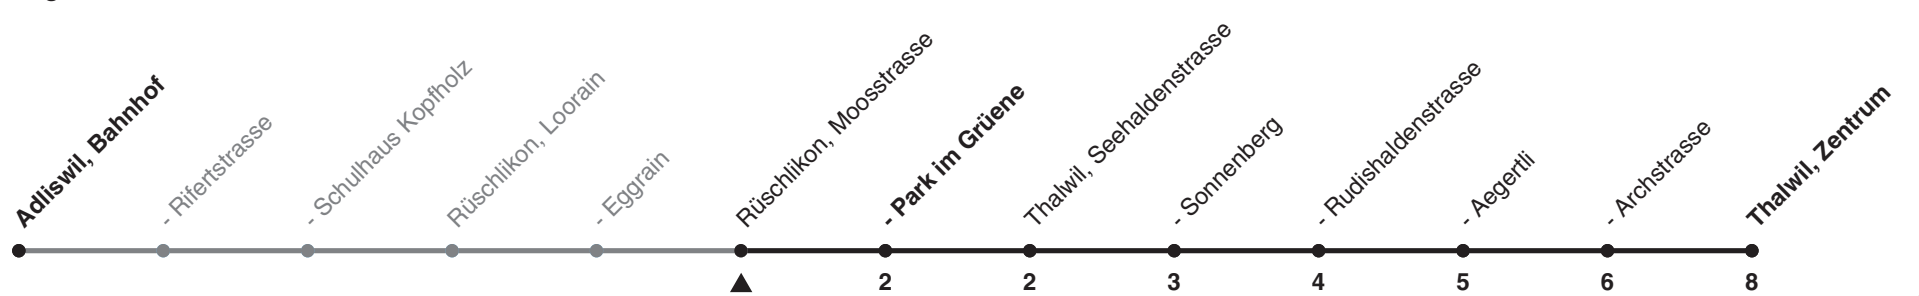 Adliswil, Bahnhof
- Rifertstrasse
- Schulhaus Kopfholz
Rüschlikon, Loorain
- Eggrain
Rüschlikon, Moosstrasse
- Park im Grüene
Thalwil, Seehaldenstrasse
- Sonnenberg
- Rudishaldenstrasse
- Aegertli
- Archstrasse
Thalwil, Zentrum
2 2 3 4 5 6 8